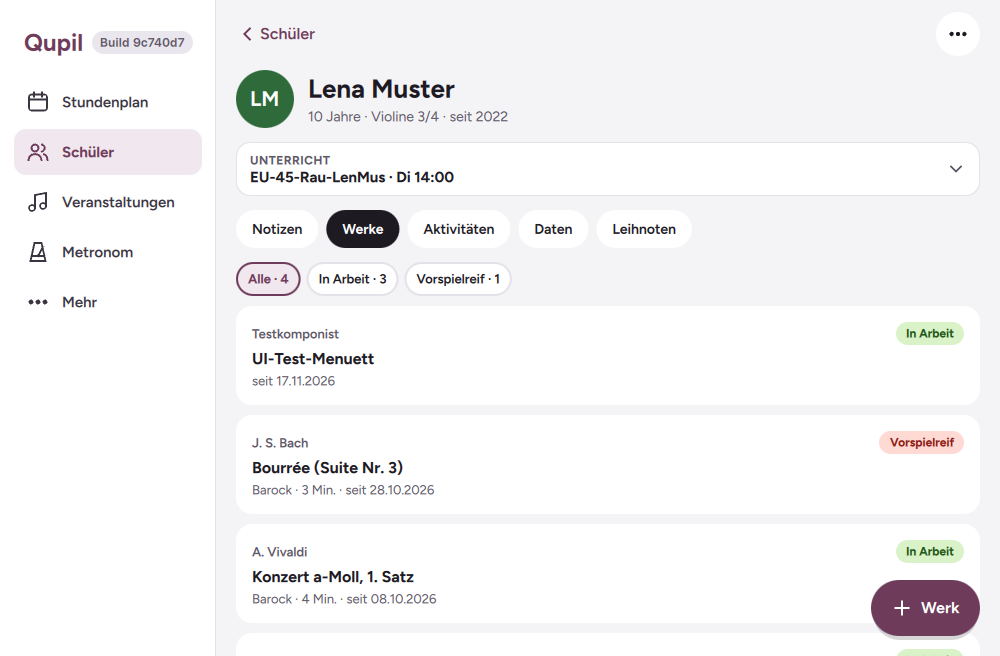 Qupil
Build 9c740d7
Stundenplan
Schüler
Veranstaltungen
Metronom
Mehr
Schüler
LM
Lena Muster
10 Jahre · Violine 3/4 · seit 2022
UNTERRICHT
EU-45-Rau-LenMus · Di 14:00
Notizen
Werke
Aktivitäten
Daten
Leihnoten
Alle · 4
In Arbeit · 3
Vorspielreif · 1
Testkomponist
In Arbeit
UI-Test-Menuett
seit 17.11.2026
J. S. Bach
Vorspielreif
Bourrée (Suite Nr. 3)
Barock · 3 Min. · seit 28.10.2026
A. Vivaldi
In Arbeit
Konzert a-Moll, 1. Satz
Barock · 4 Min. · seit 08.10.2026
Werk